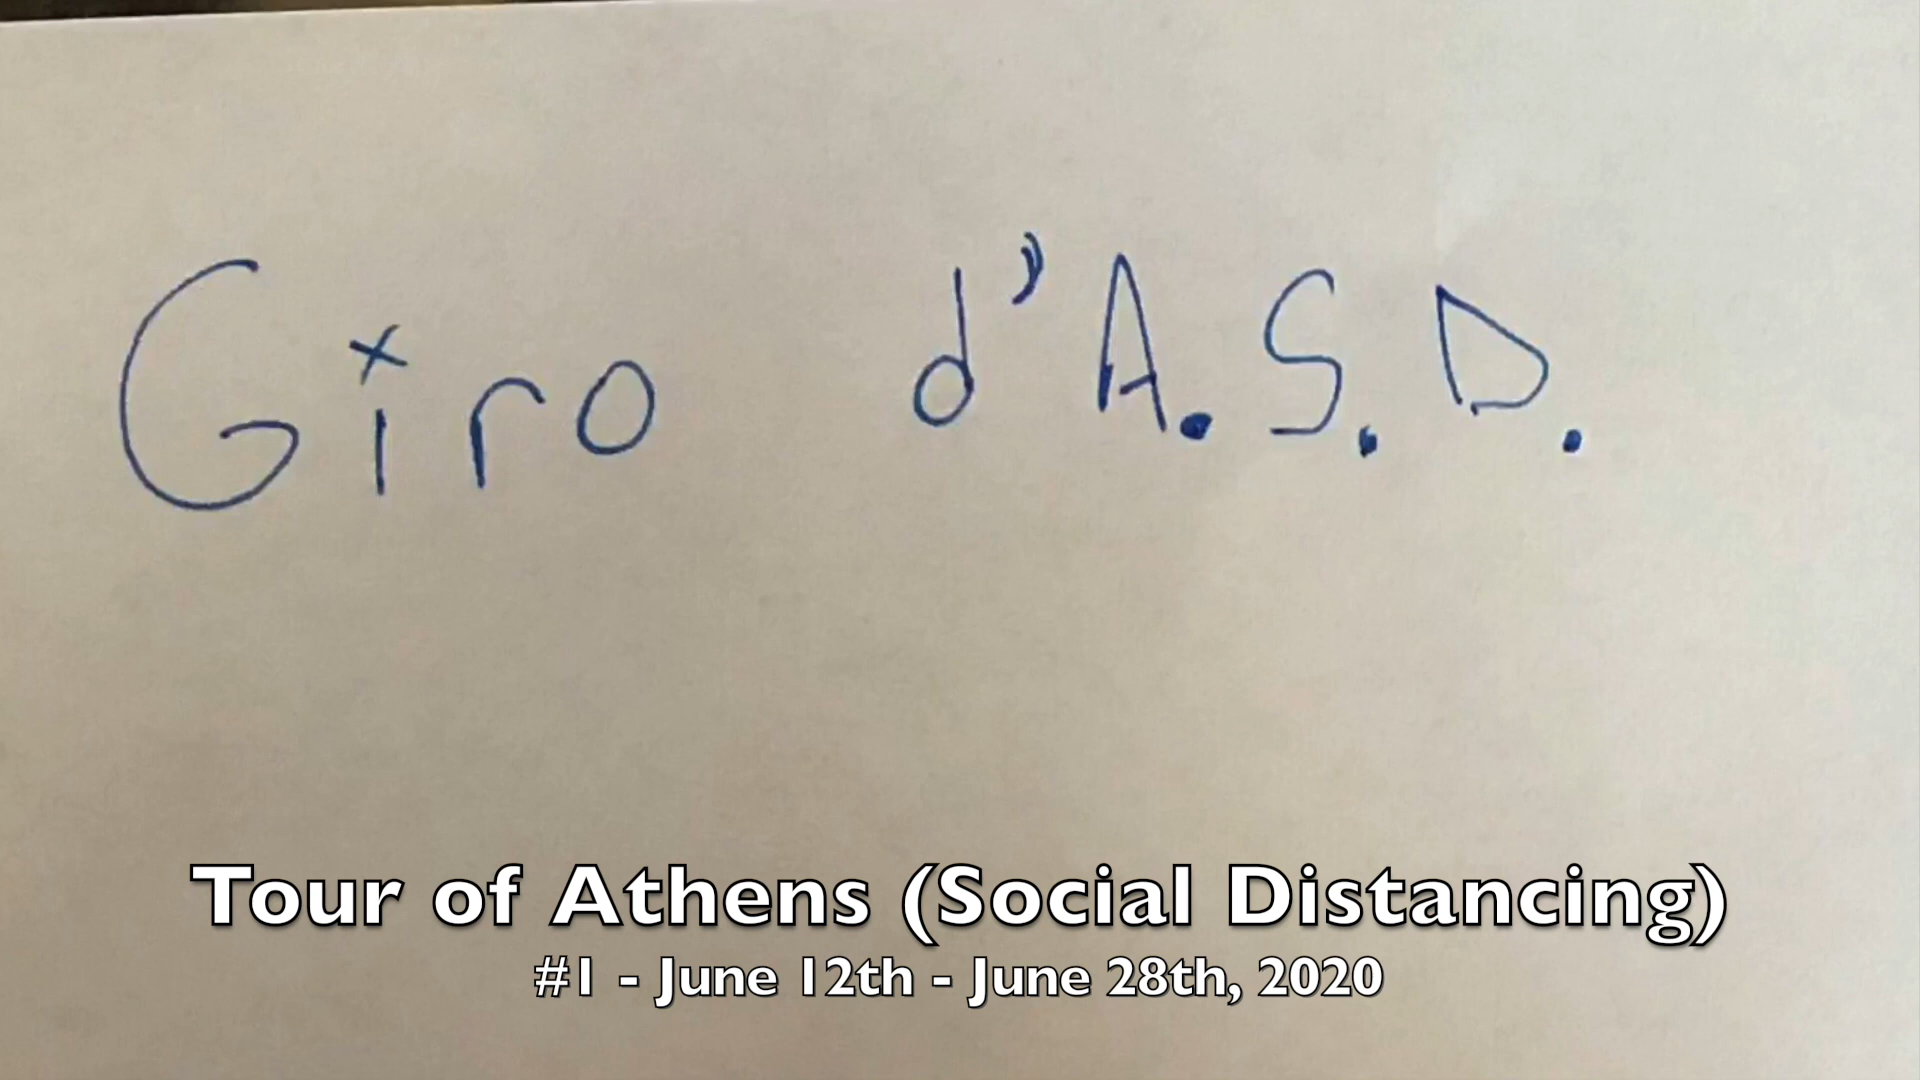 Giro d'A.S.D.
Tour of Athens (Social Distancing)
#1 - June 12th - June 28th, 2020